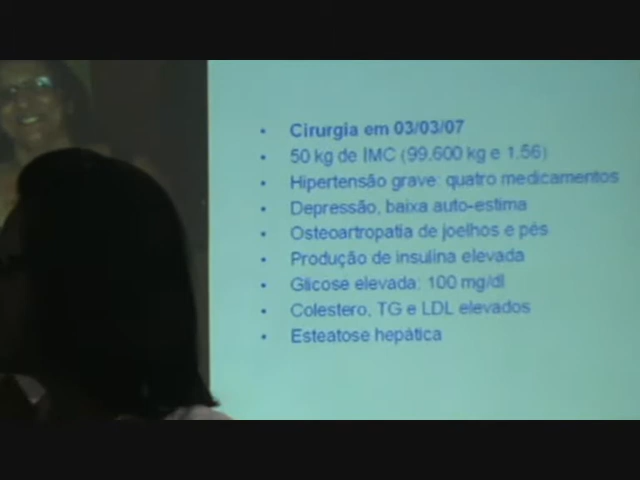 • Cirurgia em 03/03/07
• 50 kg de IMC (99.600 kg e 1.56)
• Hipertensão grave: quatro medicamentos
• Depressão, baixa auto-estima
• Osteoartropatia de joelhos e pés
• Produção de insulina elevada
• Glicose elevada: 100 mg/dl
• Colestero, TG e LDL elevados
• Esteatose hepática